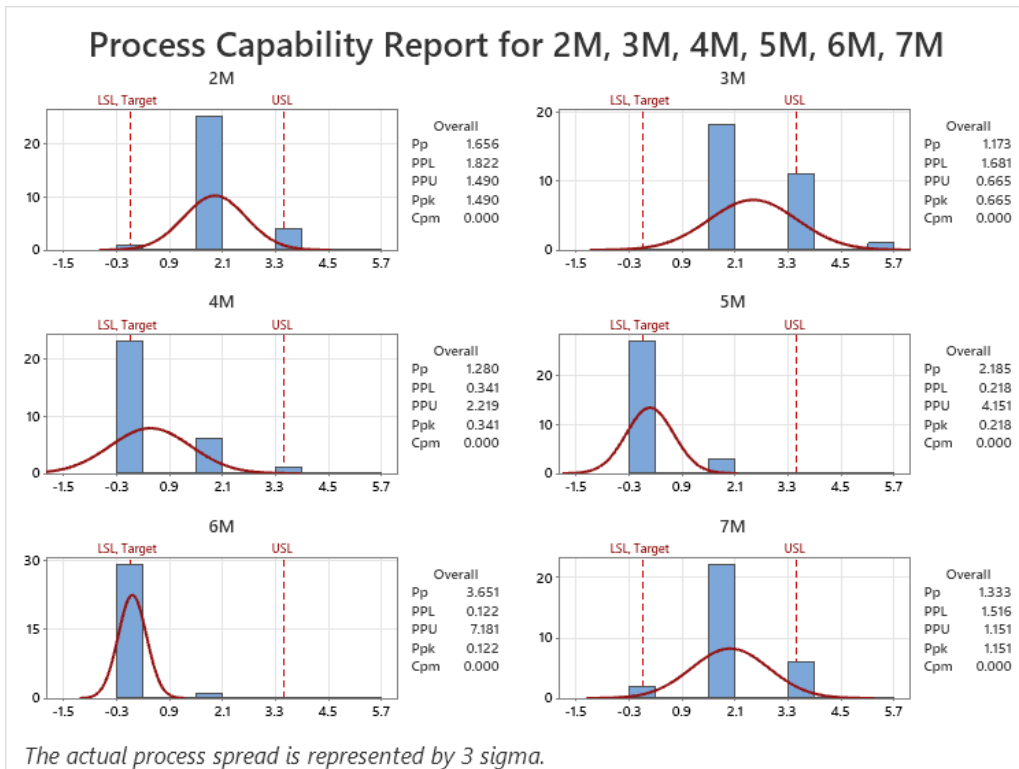 Process Capability Report for 2M, 3M, 4M, 5M, 6M, 7M
2M
LSL, Target USL
20
10
0
-1.5 -0.3 0.9 2.1 3.3 4.5 5.7
Overall
Pp 1.656
PPL 1.822
PPU 1.490
Ppk 1.490
Cpm 0.000
3M
LSL, Target USL
20
10
0
-1.5 -0.3 0.9 2.1 3.3 4.5 5.7
Overall
Pp 1.173
PPL 1.681
PPU 0.665
Ppk 0.665
Cpm 0.000
4M
LSL, Target USL
20
10
0
-1.5 -0.3 0.9 2.1 3.3 4.5 5.7
Overall
Pp 1.280
PPL 0.341
PPU 2.219
Ppk 0.341
Cpm 0.000
5M
LSL, Target USL
20
10
0
-1.5 -0.3 0.9 2.1 3.3 4.5 5.7
Overall
Pp 2.185
PPL 0.218
PPU 4.151
Ppk 0.218
Cpm 0.000
6M
LSL, Target USL
30
15
0
-1.5 -0.3 0.9 2.1 3.3 4.5 5.7
Overall
Pp 3.651
PPL 0.122
PPU 7.181
Ppk 0.122
Cpm 0.000
7M
LSL, Target USL
20
10
0
-1.5 -0.3 0.9 2.1 3.3 4.5 5.7
Overall
Pp 1.333
PPL 1.516
PPU 1.151
Ppk 1.151
Cpm 0.000
The actual process spread is represented by 3 sigma.